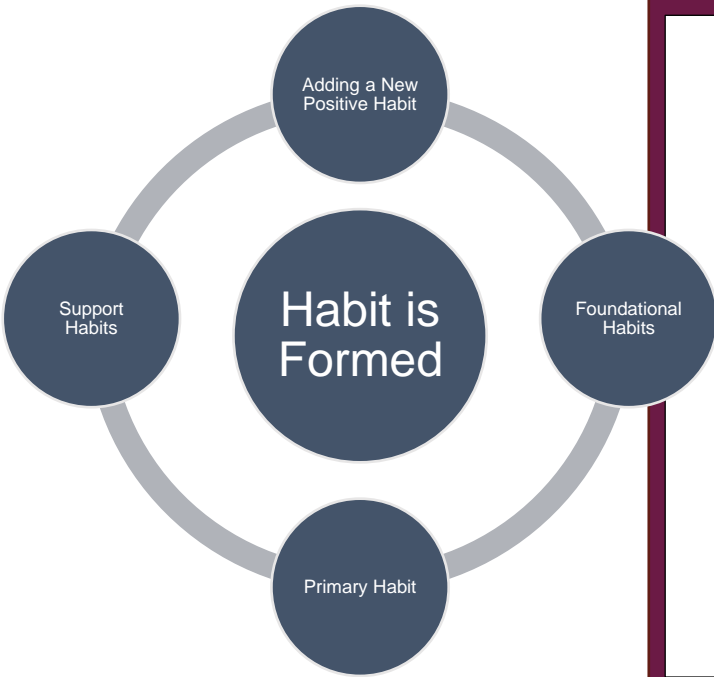 Adding a New
Positive Habit
Support
Habits
Habit is
Formed
Foundational
Habits
Primary Habit